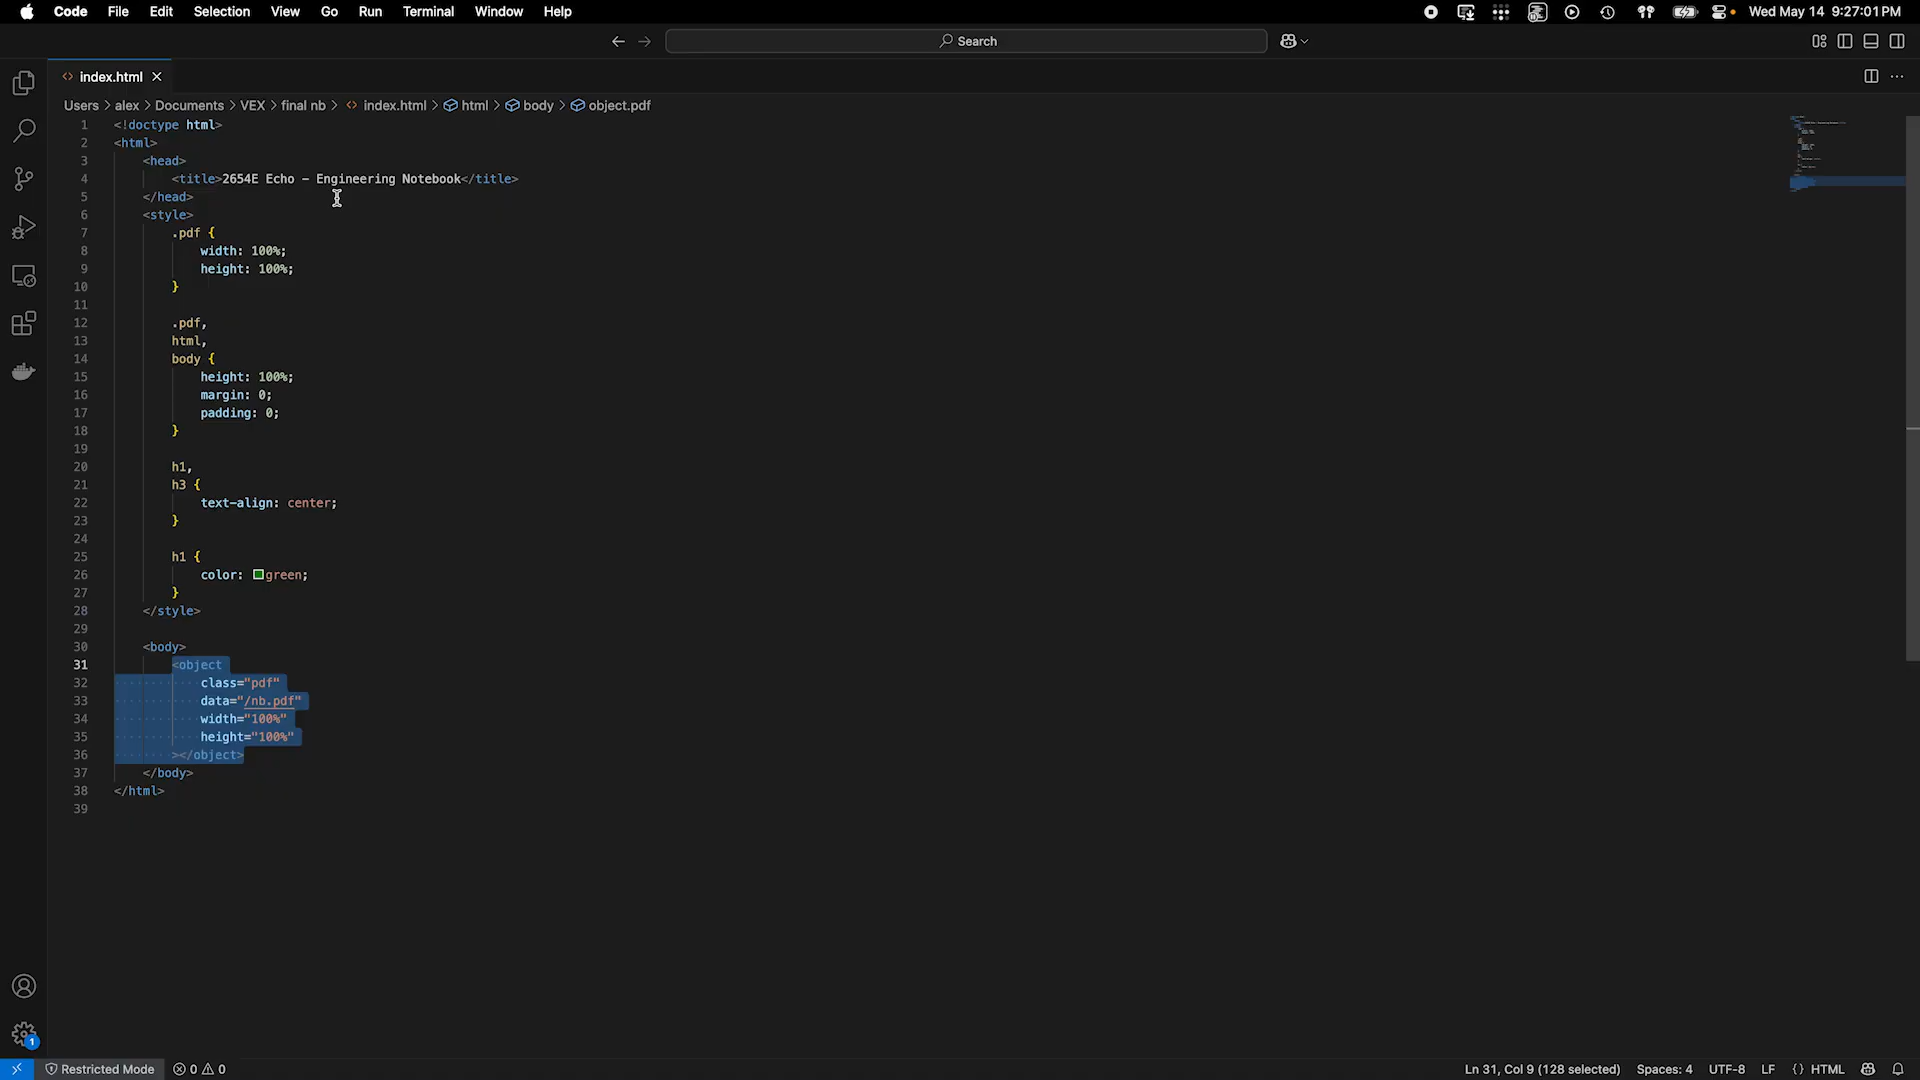 Code File Edit Selection View Go Run Terminal Window Help Wed May 14 9:27:01 PM
Search
index.html
Users > alex > Documents > VEX > final nb > index.html > html > body > object.pdf
1 <!doctype html>
2 <html>
3 <head>
4 <title>2654E Echo – Engineering Notebook</title>
5 </head>
6 <style>
7 .pdf {
8 width: 100%;
9 height: 100%;
10 }
11
12 .pdf,
13 html,
14 body {
15 height: 100%;
16 margin: 0;
17 padding: 0;
18 }
19
20 h1,
21 h3 {
22 text-align: center;
23 }
24
25 h1 {
26 color: green;
27 }
28 </style>
29
30 <body>
31 <object
32 class="pdf"
33 data="/nb.pdf"
34 width="100%"
35 height="100%"
36 ></object>
37 </body>
38 </html>
39
1
Restricted Mode 0 0 Ln 31, Col 9 (128 selected) Spaces: 4 UTF-8 LF {} HTML